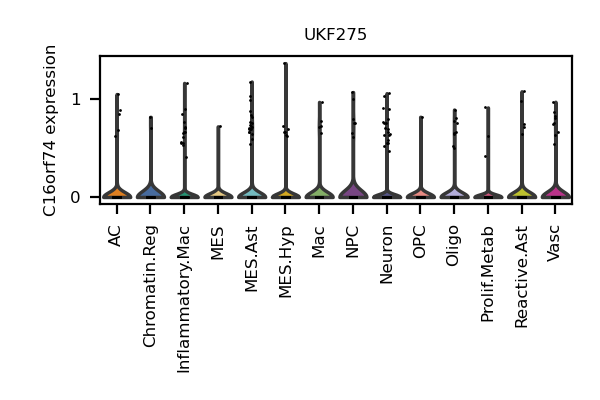 UKF275
C16orf74 expression
1
0
AC
Chromatin.Reg
Inflammatory.Mac
MES
MES.Ast
MES.Hyp
Mac
NPC
Neuron
OPC
Oligo
Prolif.Metab
Reactive.Ast
Vasc